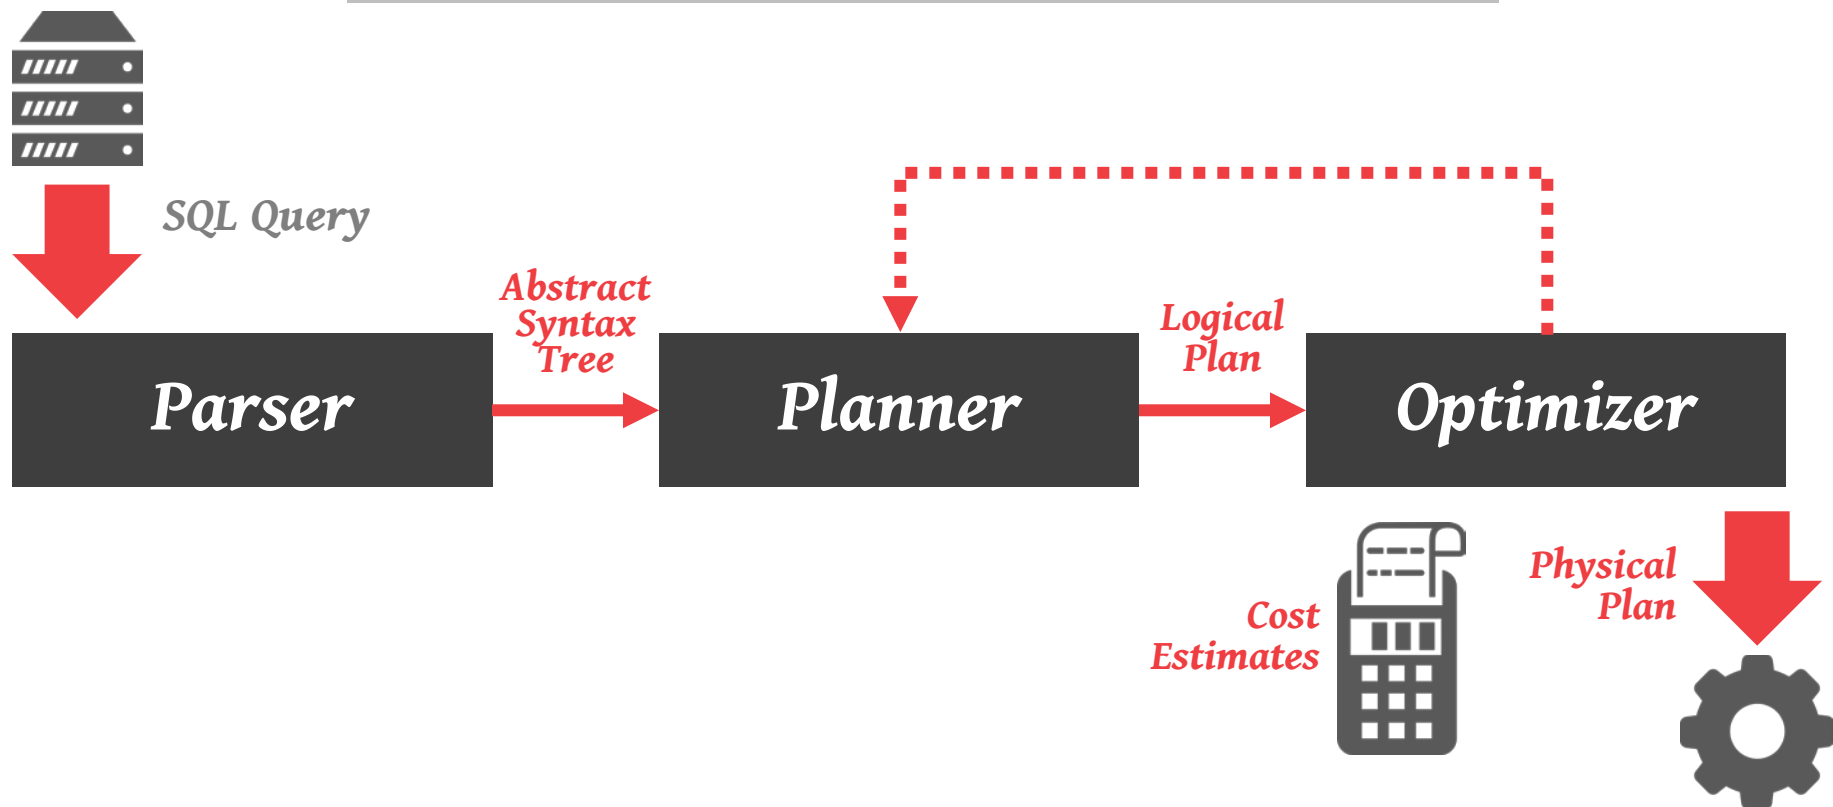 SQL Query
Abstract
Syntax
Tree
Logical
Plan
Parser
Planner
Optimizer
Cost
Estimates
Physical
Plan